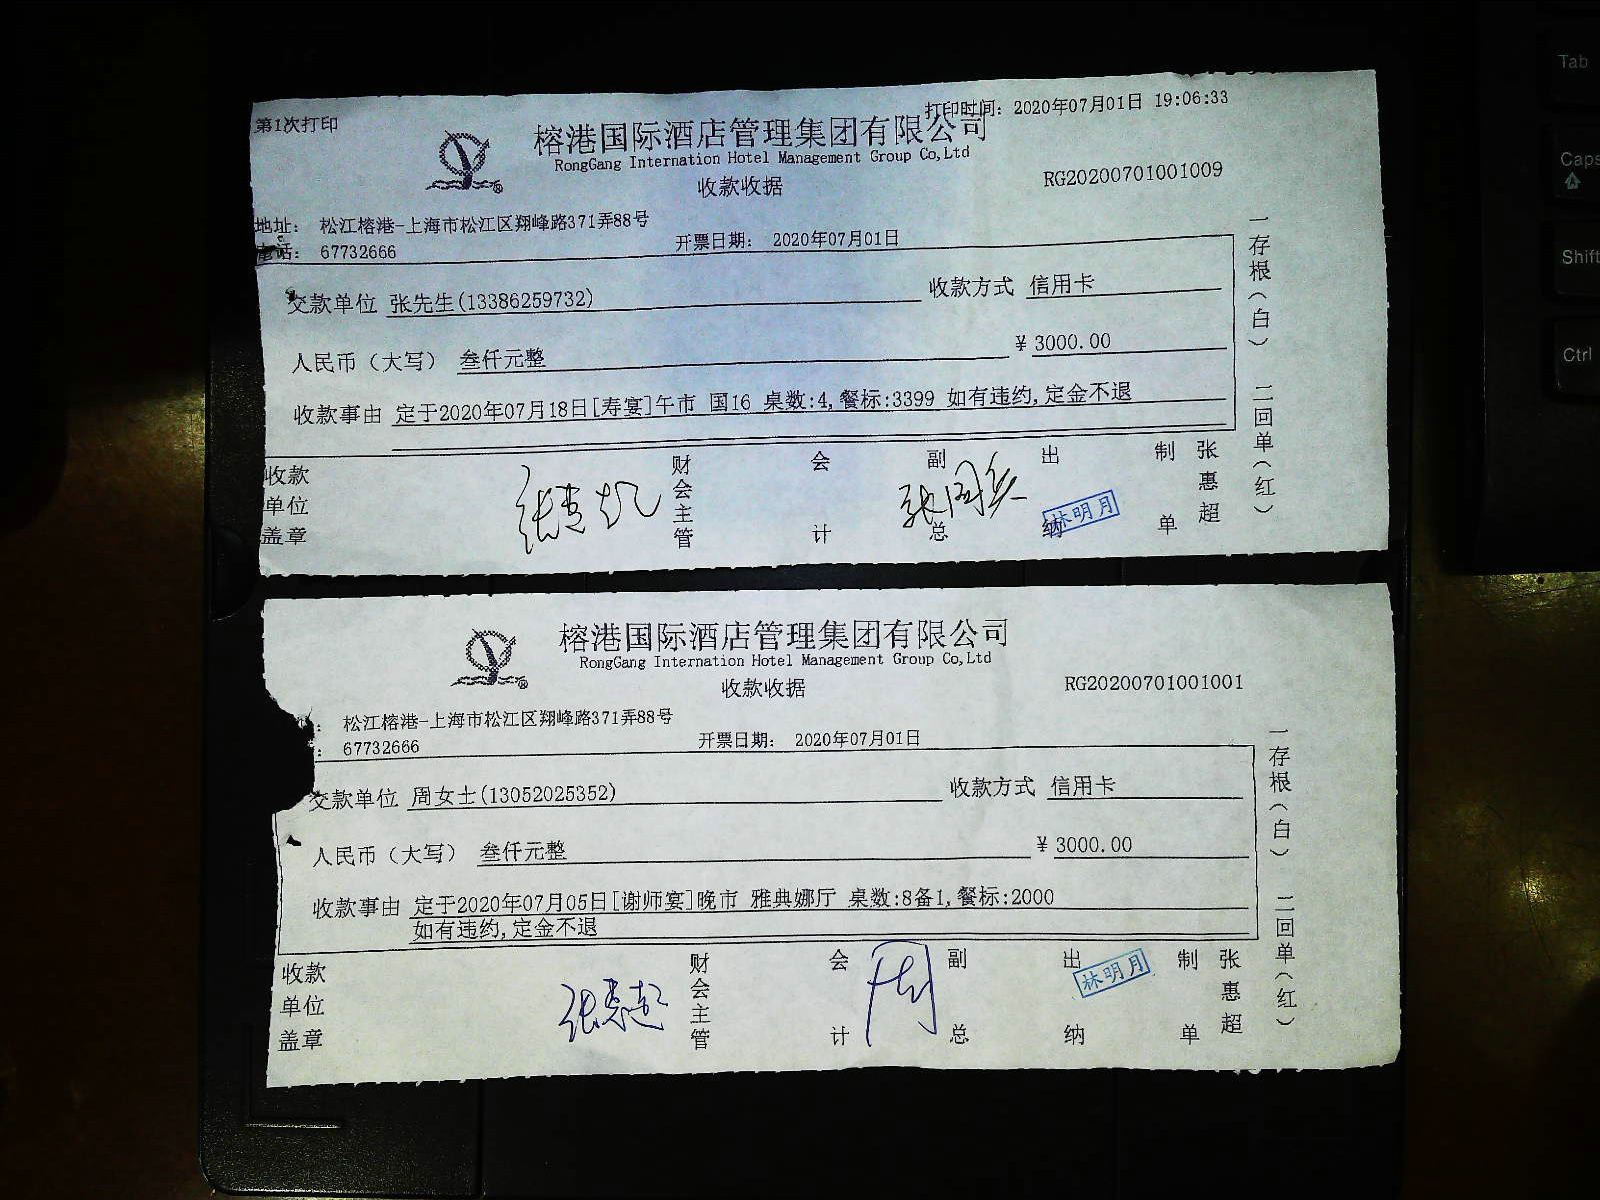 第1次打印
打印时间: 2020年07月01日 19:06:33
榕港国际酒店管理集团有限公司
RongGang Internation Hotel Management Group Co,Ltd
收款收据
RG20200701001009
地址: 松江榕港-上海市松江区翔峰路371弄88号
电话: 67732666
开票日期: 2020年07月01日
交款单位 张先生(13386259732) 收款方式 信用卡
人民币（大写） 叁仟元整 ¥ 3000.00
收款事由 定于2020年07月18日[寿宴]午市 国16 桌数:4,餐标:3399 如有违约,定金不退
收款单位盖章
财会主管
会计
副总
出纳
林明月
制单
张惠超
一存根（白） 二回单（红）
榕港国际酒店管理集团有限公司
RongGang Internation Hotel Management Group Co,Ltd
收款收据
RG20200701001001
: 松江榕港-上海市松江区翔峰路371弄88号
: 67732666
开票日期: 2020年07月01日
交款单位 周女士(13052025352) 收款方式 信用卡
人民币（大写） 叁仟元整 ¥ 3000.00
收款事由 定于2020年07月05日[谢师宴]晚市 雅典娜厅 桌数:8备1,餐标:2000
如有违约,定金不退
收款单位盖章
张惠超
财会主管
会计
周
副总
出纳
林明月
制单
张惠超
一存根（白） 二回单（红）
Tab
Caps
Shift
Ctrl